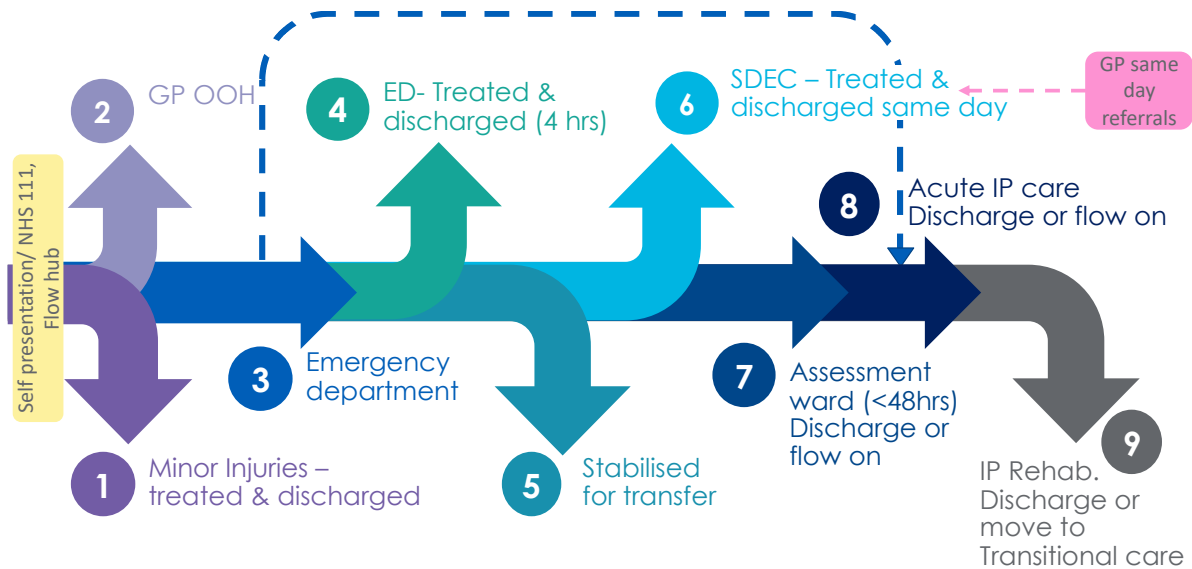 Self presentation/ NHS 111,
Flow hub
1
Minor Injuries –
treated & discharged
2
GP OOH
3
Emergency
department
4
ED- Treated &
discharged (4 hrs)
5
Stabilised
for transfer
6
SDEC – Treated &
discharged same day
GP same
day
referrals
7
Assessment
ward (<48hrs)
Discharge or
flow on
8
Acute IP care
Discharge or flow on
9
IP Rehab.
Discharge or
move to
Transitional care